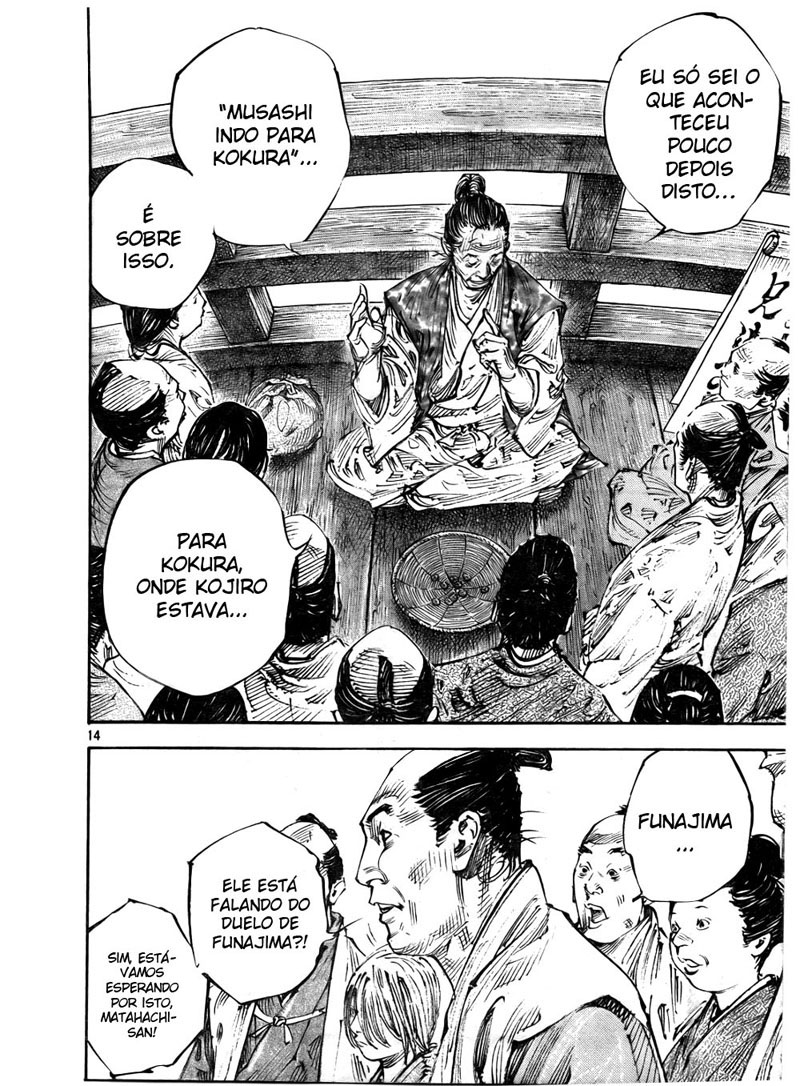 EU SÓ SEI O
QUE ACON-
TECEU
POUCO
DEPOIS
DISTO...
"MUSASHI
INDO PARA
KOKURA"...
É
SOBRE
ISSO.
PARA
KOKURA,
ONDE KOJIRO
ESTAVA...
14
FUNAJIMA
...
ELE ESTÁ
FALANDO DO
DUELO DE
FUNAJIMA?!
SIM, ESTÁ-
VAMOS
ESPERANDO
POR ISTO,
MATAHACHI-
SAN!